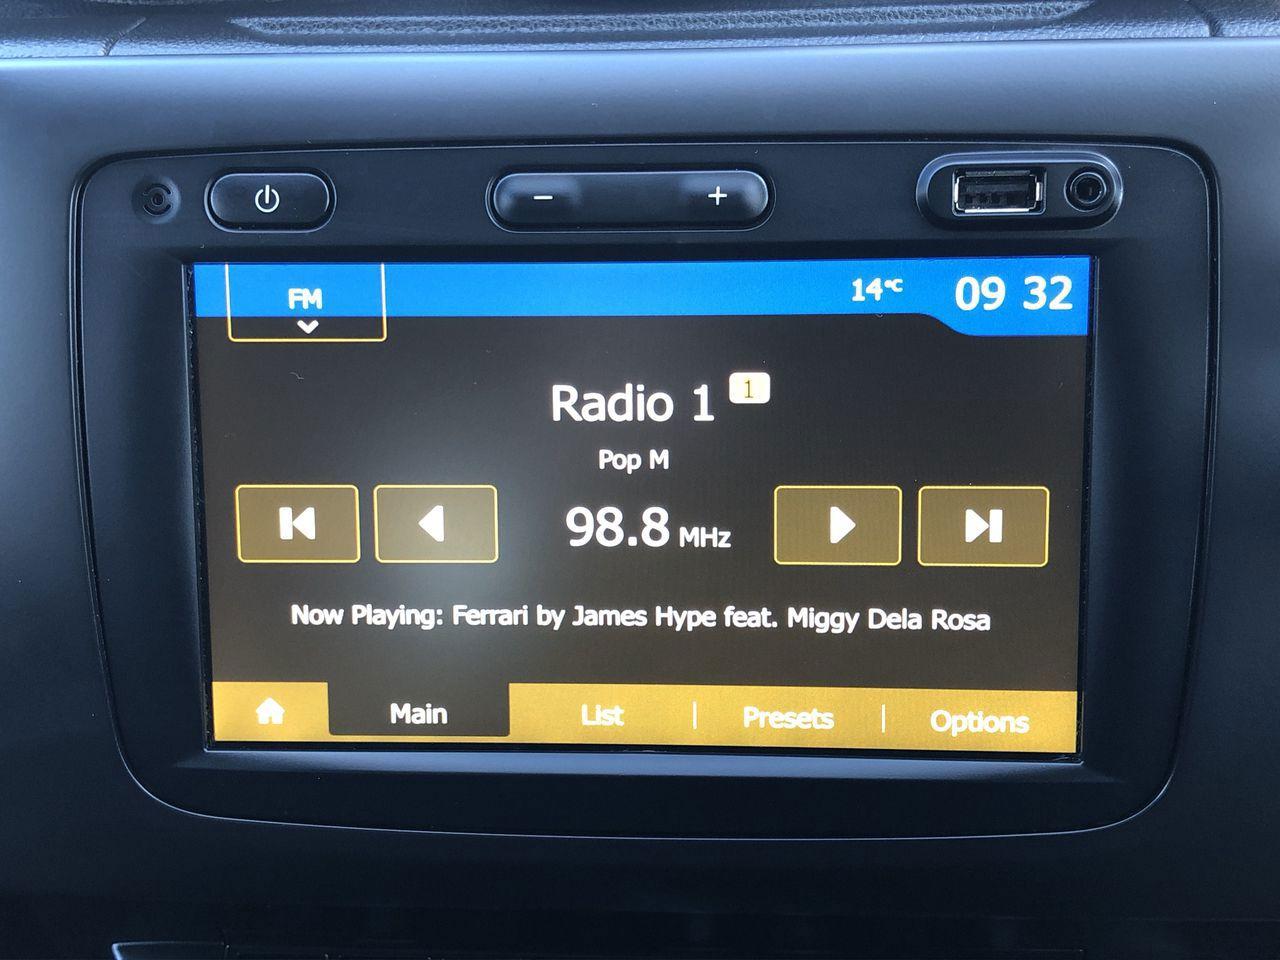 FM
14°C
09 32
Radio 1 1
Pop M
98.8 MHz
Now Playing: Ferrari by James Hype feat. Miggy Dela Rosa
Main List Presets Options